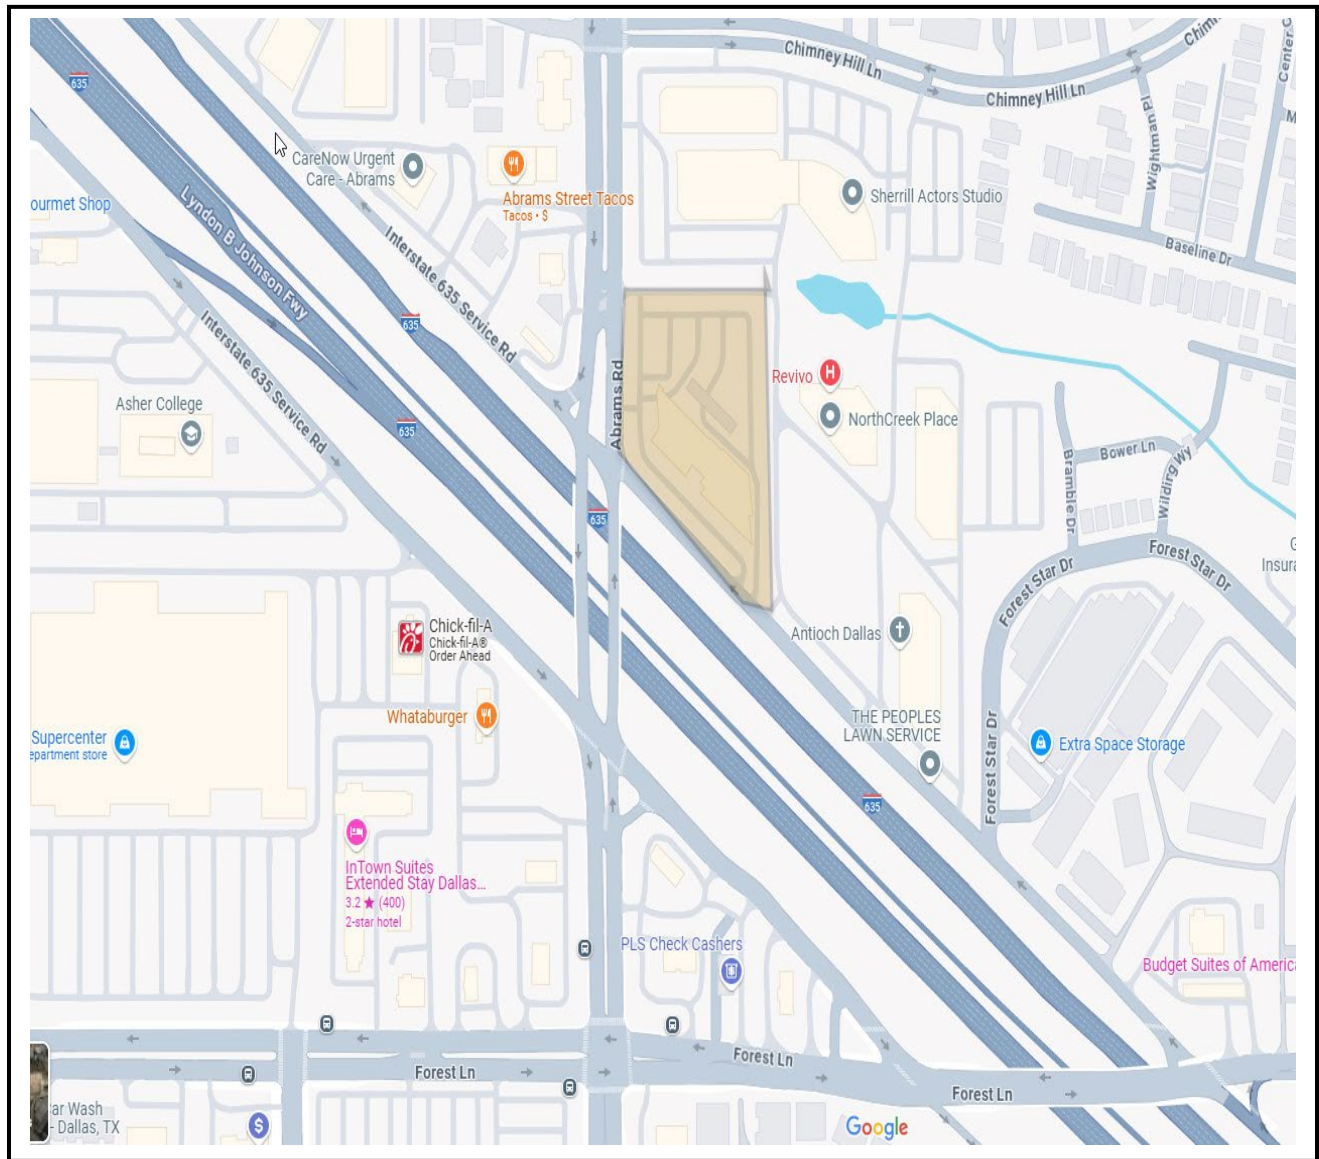 Chimney Hill Ln
Chimney Hill Ln
Center
635
CareNow Urgent
Care - Abrams
Abrams Street Tacos
Tacos • $
Sherrill Actors Studio
Wightman Pl
ourmet Shop
Lyndon B Johnson Fwy
Interstate 635 Service Rd
Baseline Dr
635
Interstate 635 Service Rd
Abrams Rd
Revivo
H
Asher College
635
NorthCreek Place
Bramble Dr
Bower Ln
Wilding Wy
635
Forest Star Dr
Forest Star Dr
Insura
Chick-fil-A
Chick-fil-A®
Order Ahead
Antioch Dallas
Whataburger
THE PEOPLES
LAWN SERVICE
Supercenter
epartment store
Forest Star Dr
Extra Space Storage
635
InTown Suites
Extended Stay Dallas...
3.2 ★ (400)
2-star hotel
PLS Check Cashers
Budget Suites of America
Forest Ln
Forest Ln
Forest Ln
ar Wash
- Dallas, TX
$
Google